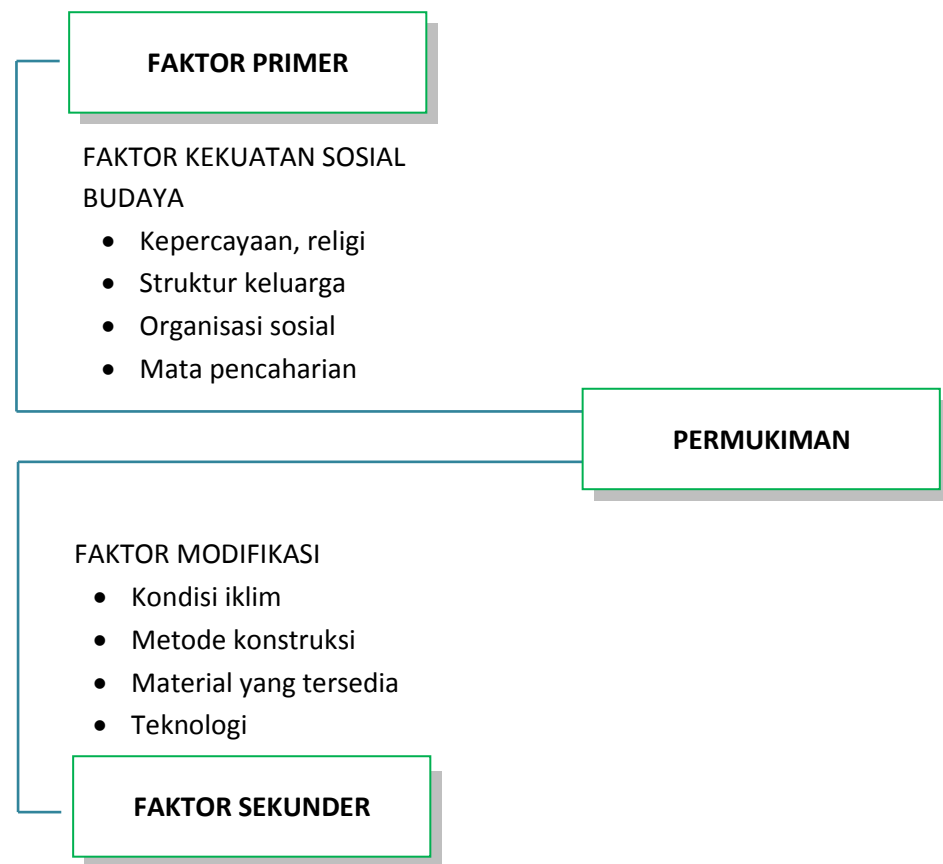 FAKTOR PRIMER
FAKTOR KEKUATAN SOSIAL
BUDAYA
• Kepercayaan, religi
• Struktur keluarga
• Organisasi sosial
• Mata pencaharian
PERMUKIMAN
FAKTOR MODIFIKASI
• Kondisi iklim
• Metode konstruksi
• Material yang tersedia
• Teknologi
FAKTOR SEKUNDER